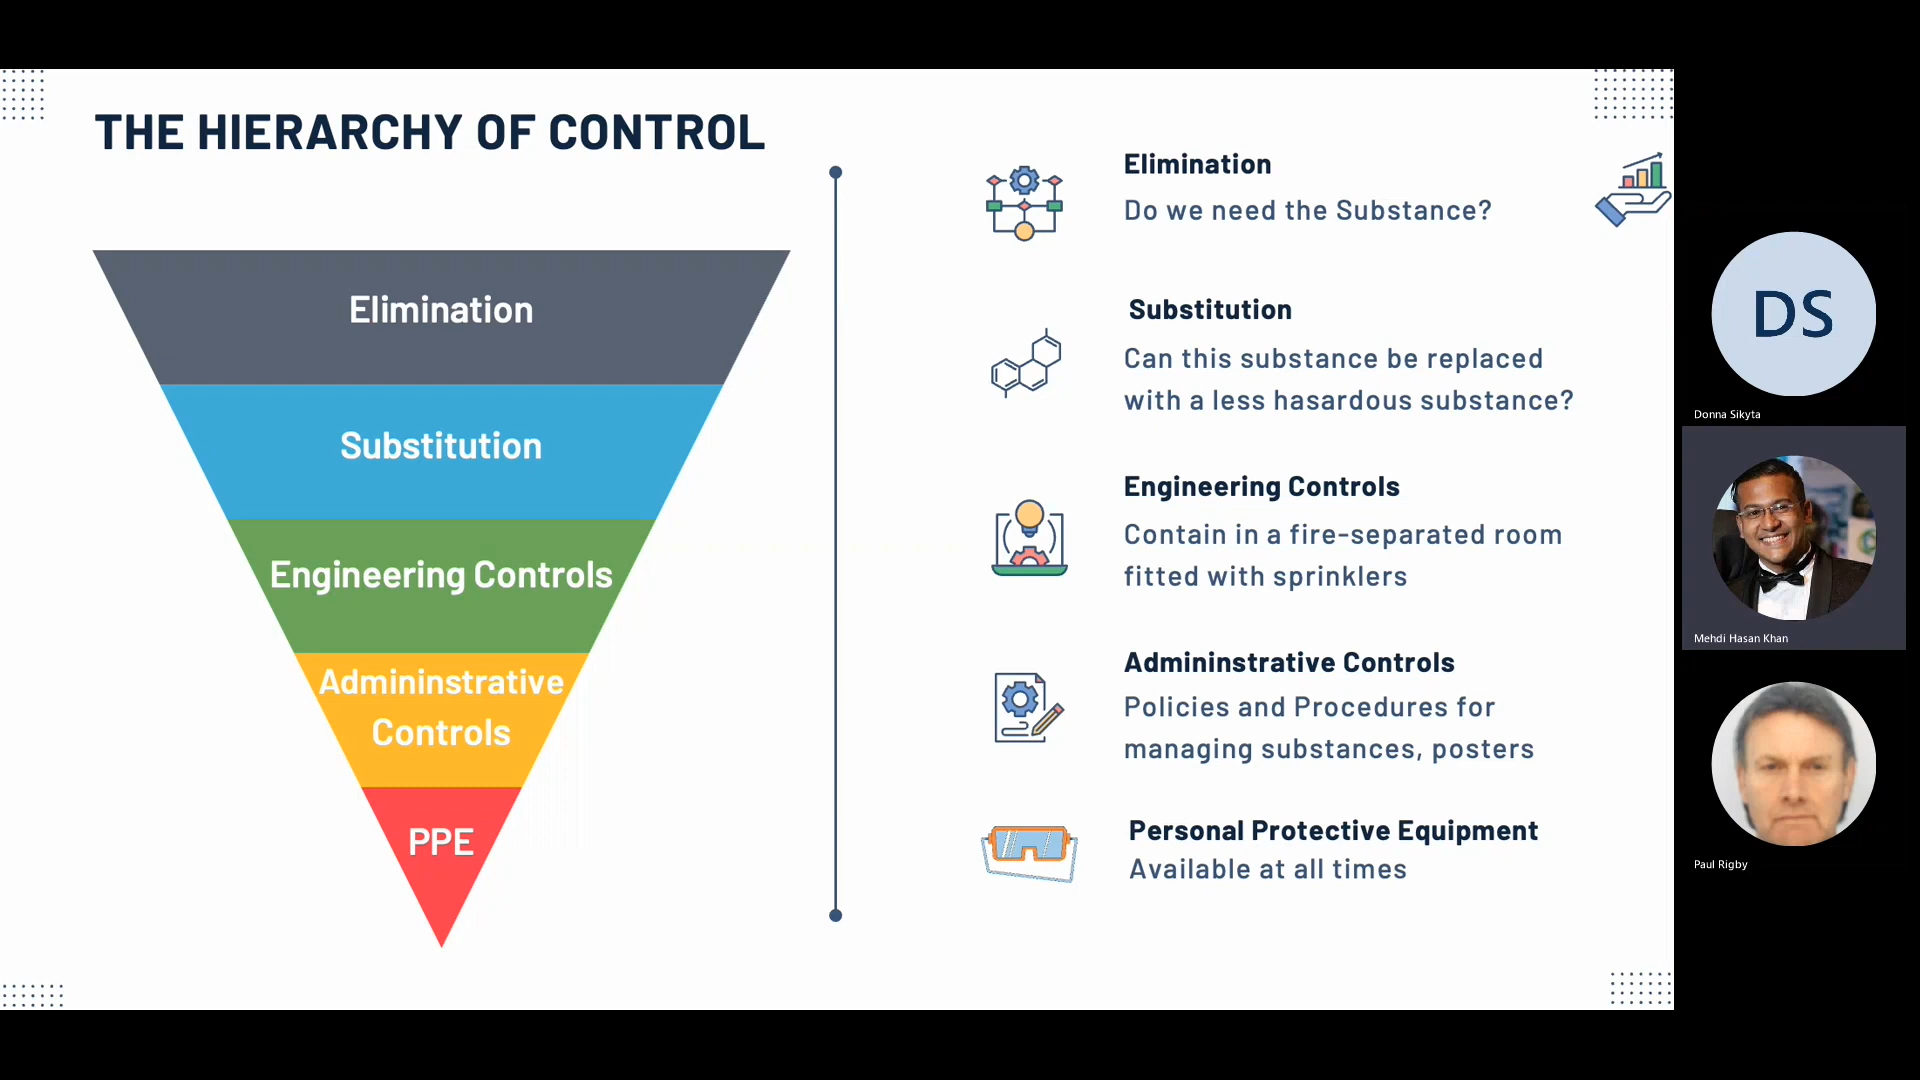 THE HIERARCHY OF CONTROL
Elimination
Substitution
Engineering Controls
Admininstrative
Controls
PPE
Elimination
Do we need the Substance?
Substitution
Can this substance be replaced
with a less hasardous substance?
Engineering Controls
Contain in a fire-separated room
fitted with sprinklers
Admininstrative Controls
Policies and Procedures for
managing substances, posters
Personal Protective Equipment
Available at all times
DS
Donna Sikyta
Mehdi Hasan Khan
Paul Rigby